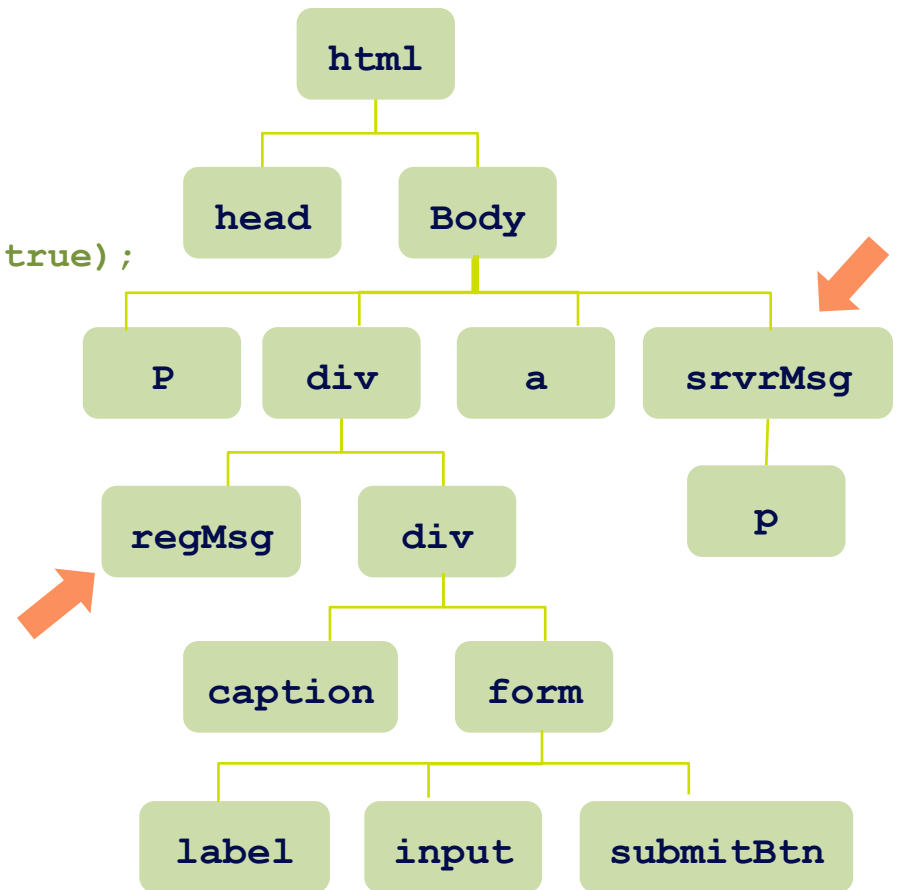 html
head Body
true);
P div a srvrMsg
regMsg div p
caption form
label input submitBtn